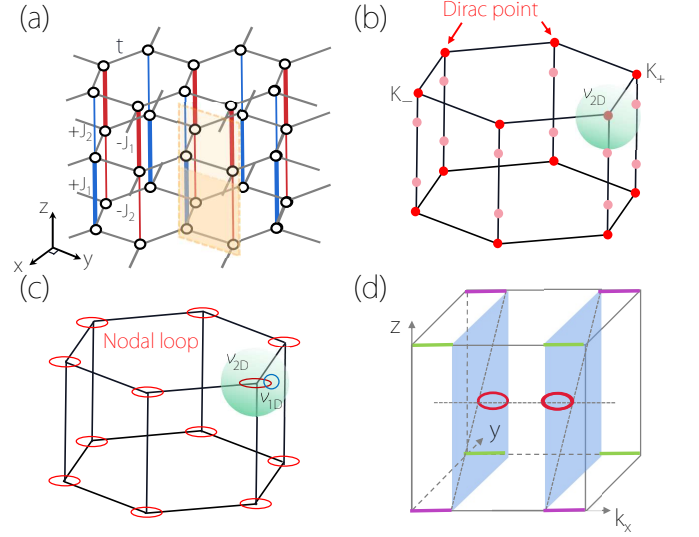 (a)
t
+J₂
-J₁
+J₁
-J₂
z
x
y
(b)
Dirac point
K₋
K₊
ν₂D
(c)
Nodal loop
ν₂D
ν₁D
(d)
z
y
kₓ